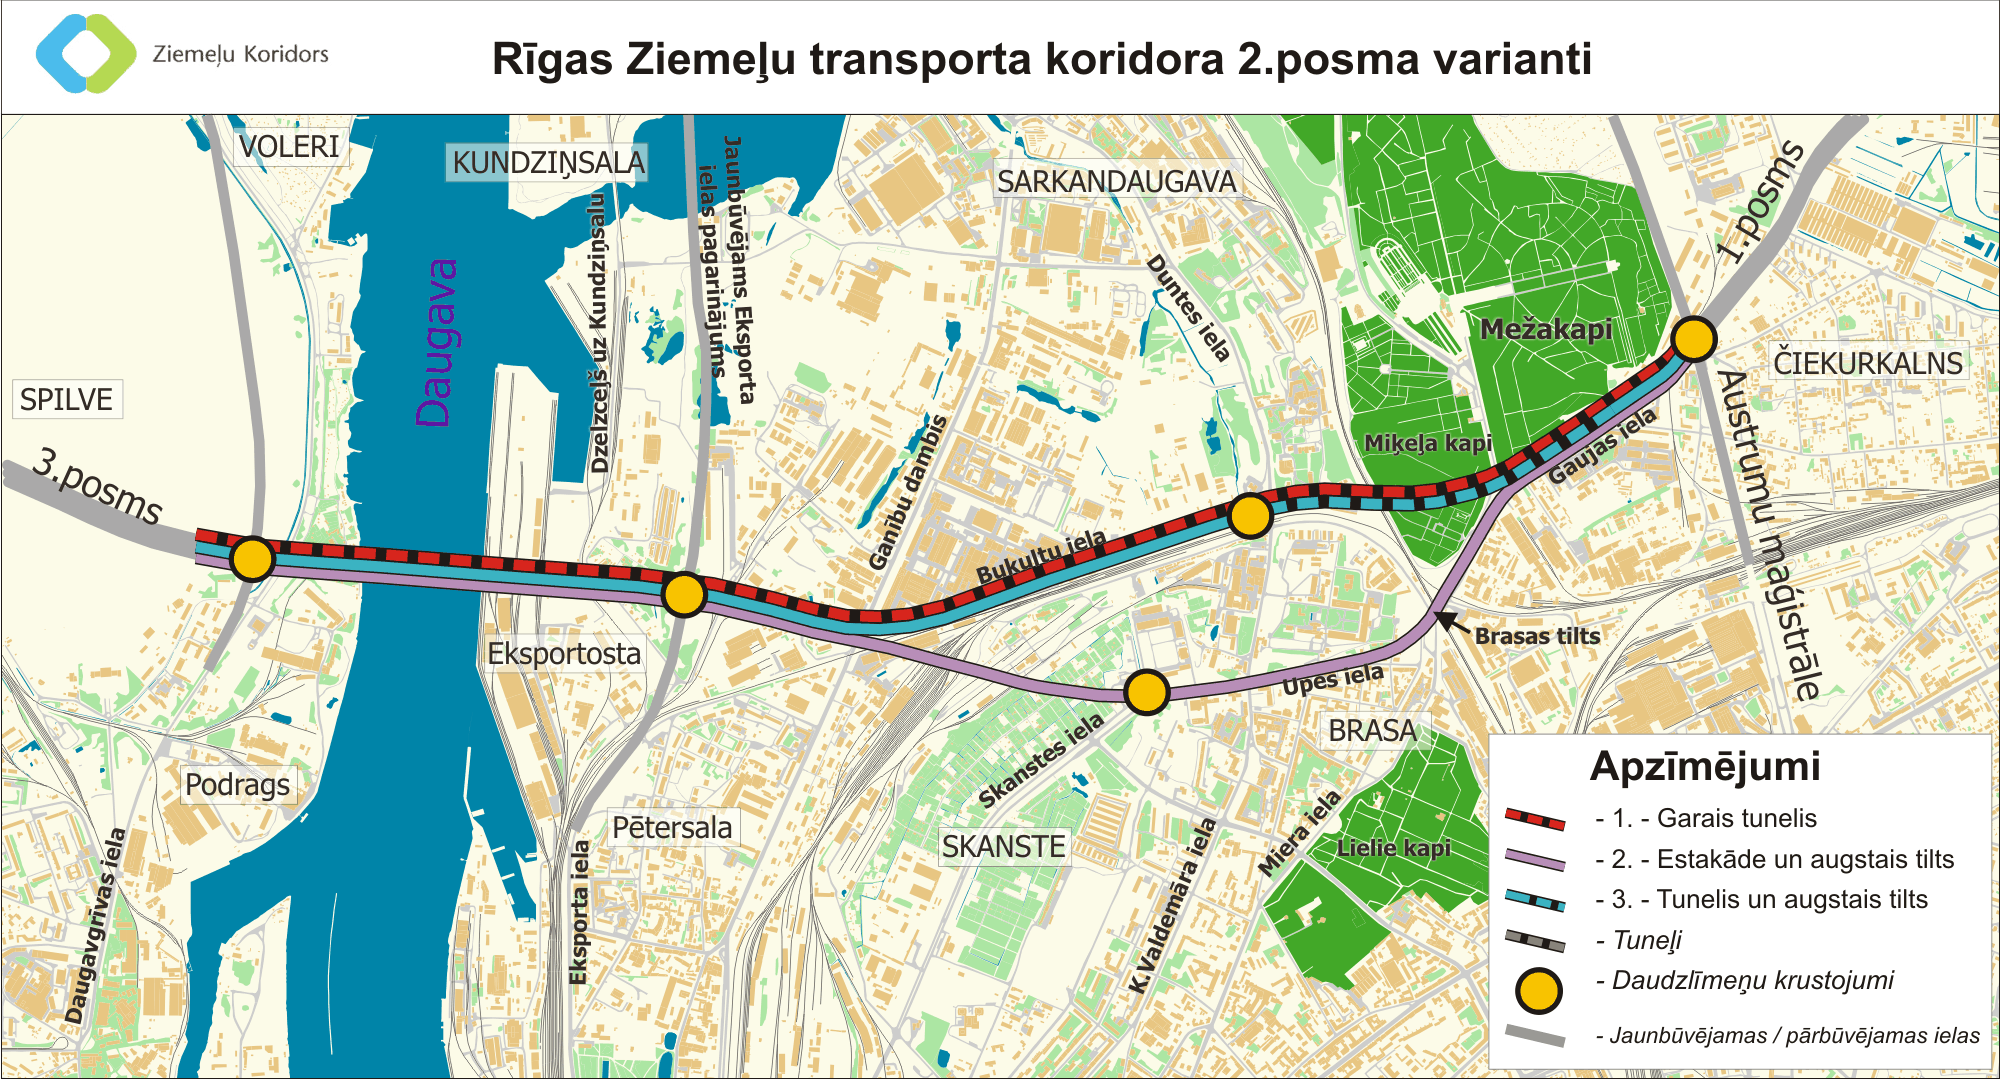 Ziemeļu Koridors
Rīgas Ziemeļu transporta koridora 2.posma varianti
VOLERI
KUNDZIŅSALA
SARKANDAUGAVA
1.posms
Jaunbūvējams Eksporta
ielas pagarinājums
Dzelzceļš uz Kundziņsalu
Daugava
Duntes iela
Mežakapi
ČIEKURKALNS
SPILVE
3.posms
Miķeļa kapi
Gaujas iela
Austrumu maģistrāle
Ganību dambis
Bukultu iela
Eksportosta
Brasas tilts
Upes iela
BRASA
Skanstes iela
Podrags
Pētersala
SKANSTE
Miera iela
Lielie kapi
K.Valdemāra iela
Eksporta iela
Daugavgrīvas iela
Apzīmējumi
- 1. - Garais tunelis
- 2. - Estakāde un augstais tilts
- 3. - Tunelis un augstais tilts
- Tuneļi
- Daudzlīmeņu krustojumi
- Jaunbūvējamas / pārbūvējamas ielas